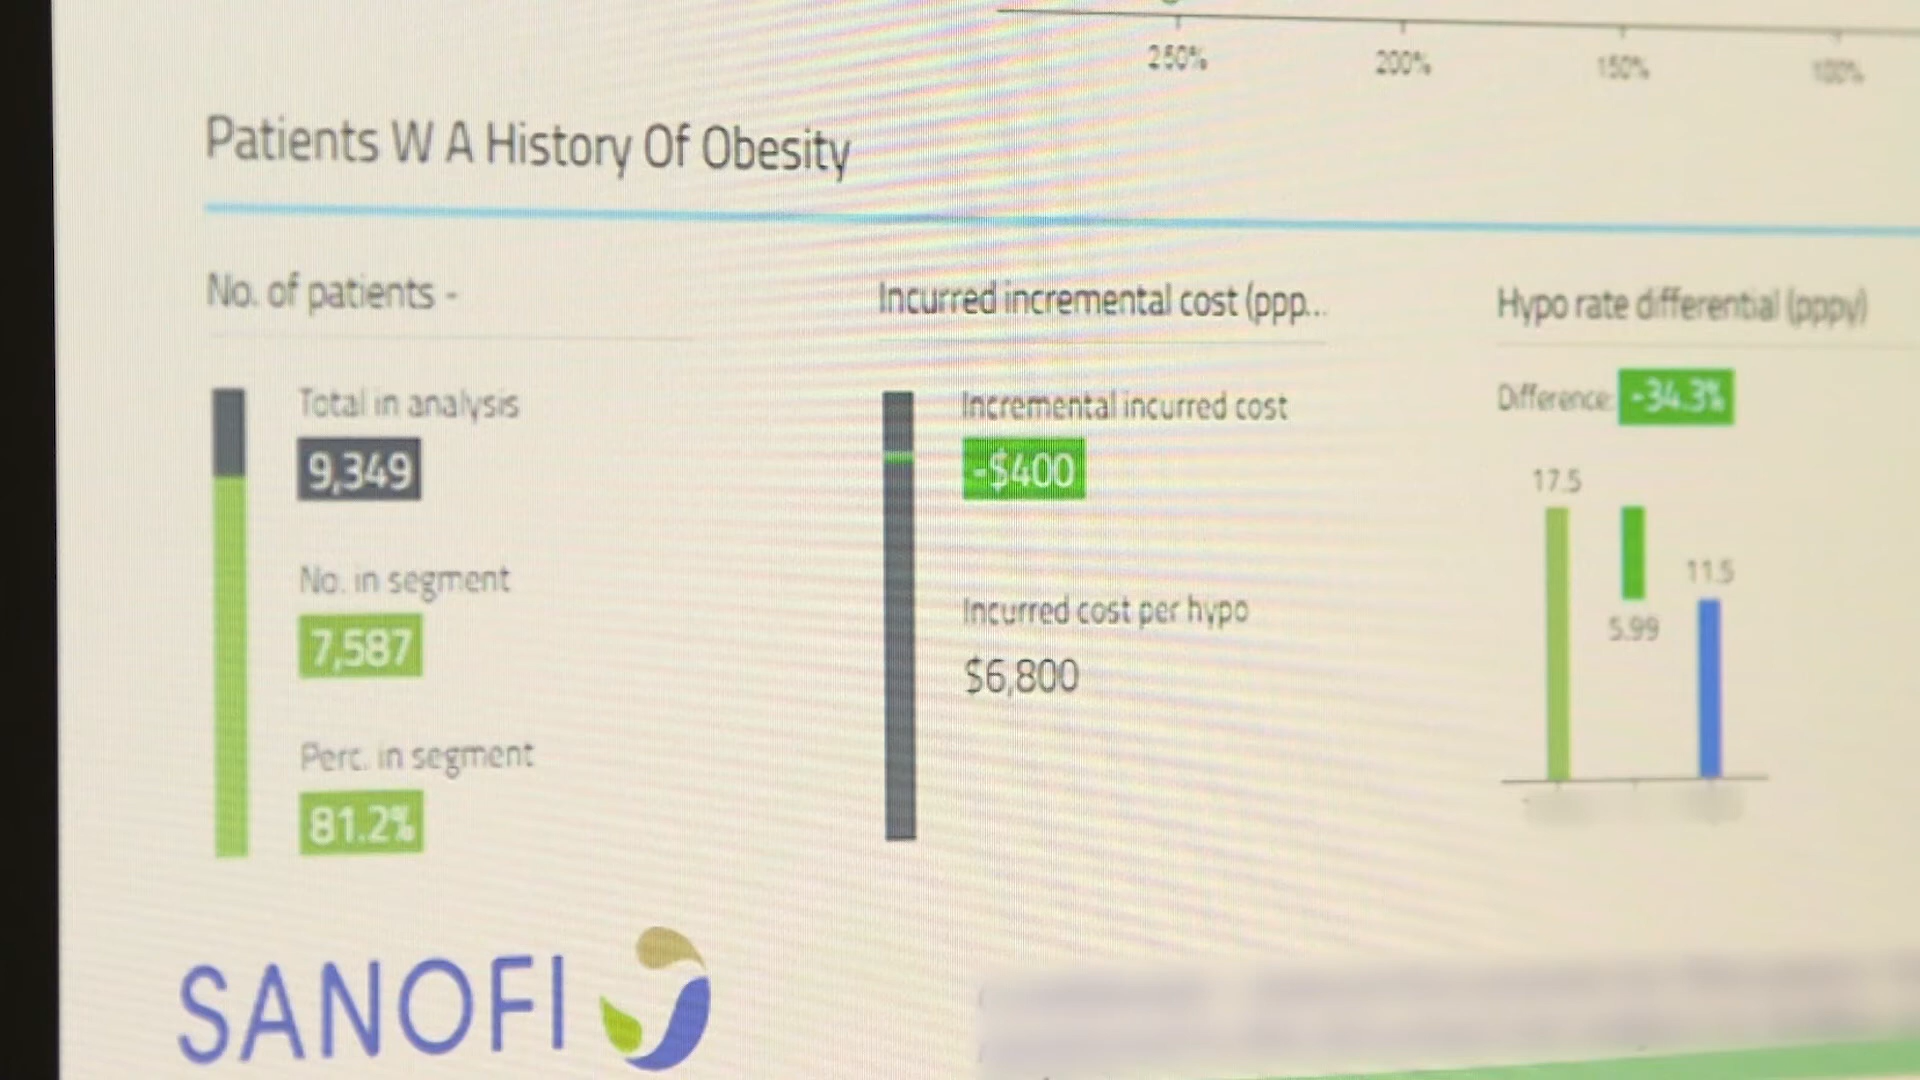 250% 200% 150% 100%
Patients W A History Of Obesity
No. of patients -
Total in analysis
9,349
No. in segment
7,587
Perc. in segment
81.2%
Incurred incremental cost (ppp...
Incremental incurred cost
-$400
Incurred cost per hypo
$6,800
Hypo rate differential (pppy)
Difference: -34.3%
17.5
5.99
11.5
SANOFI